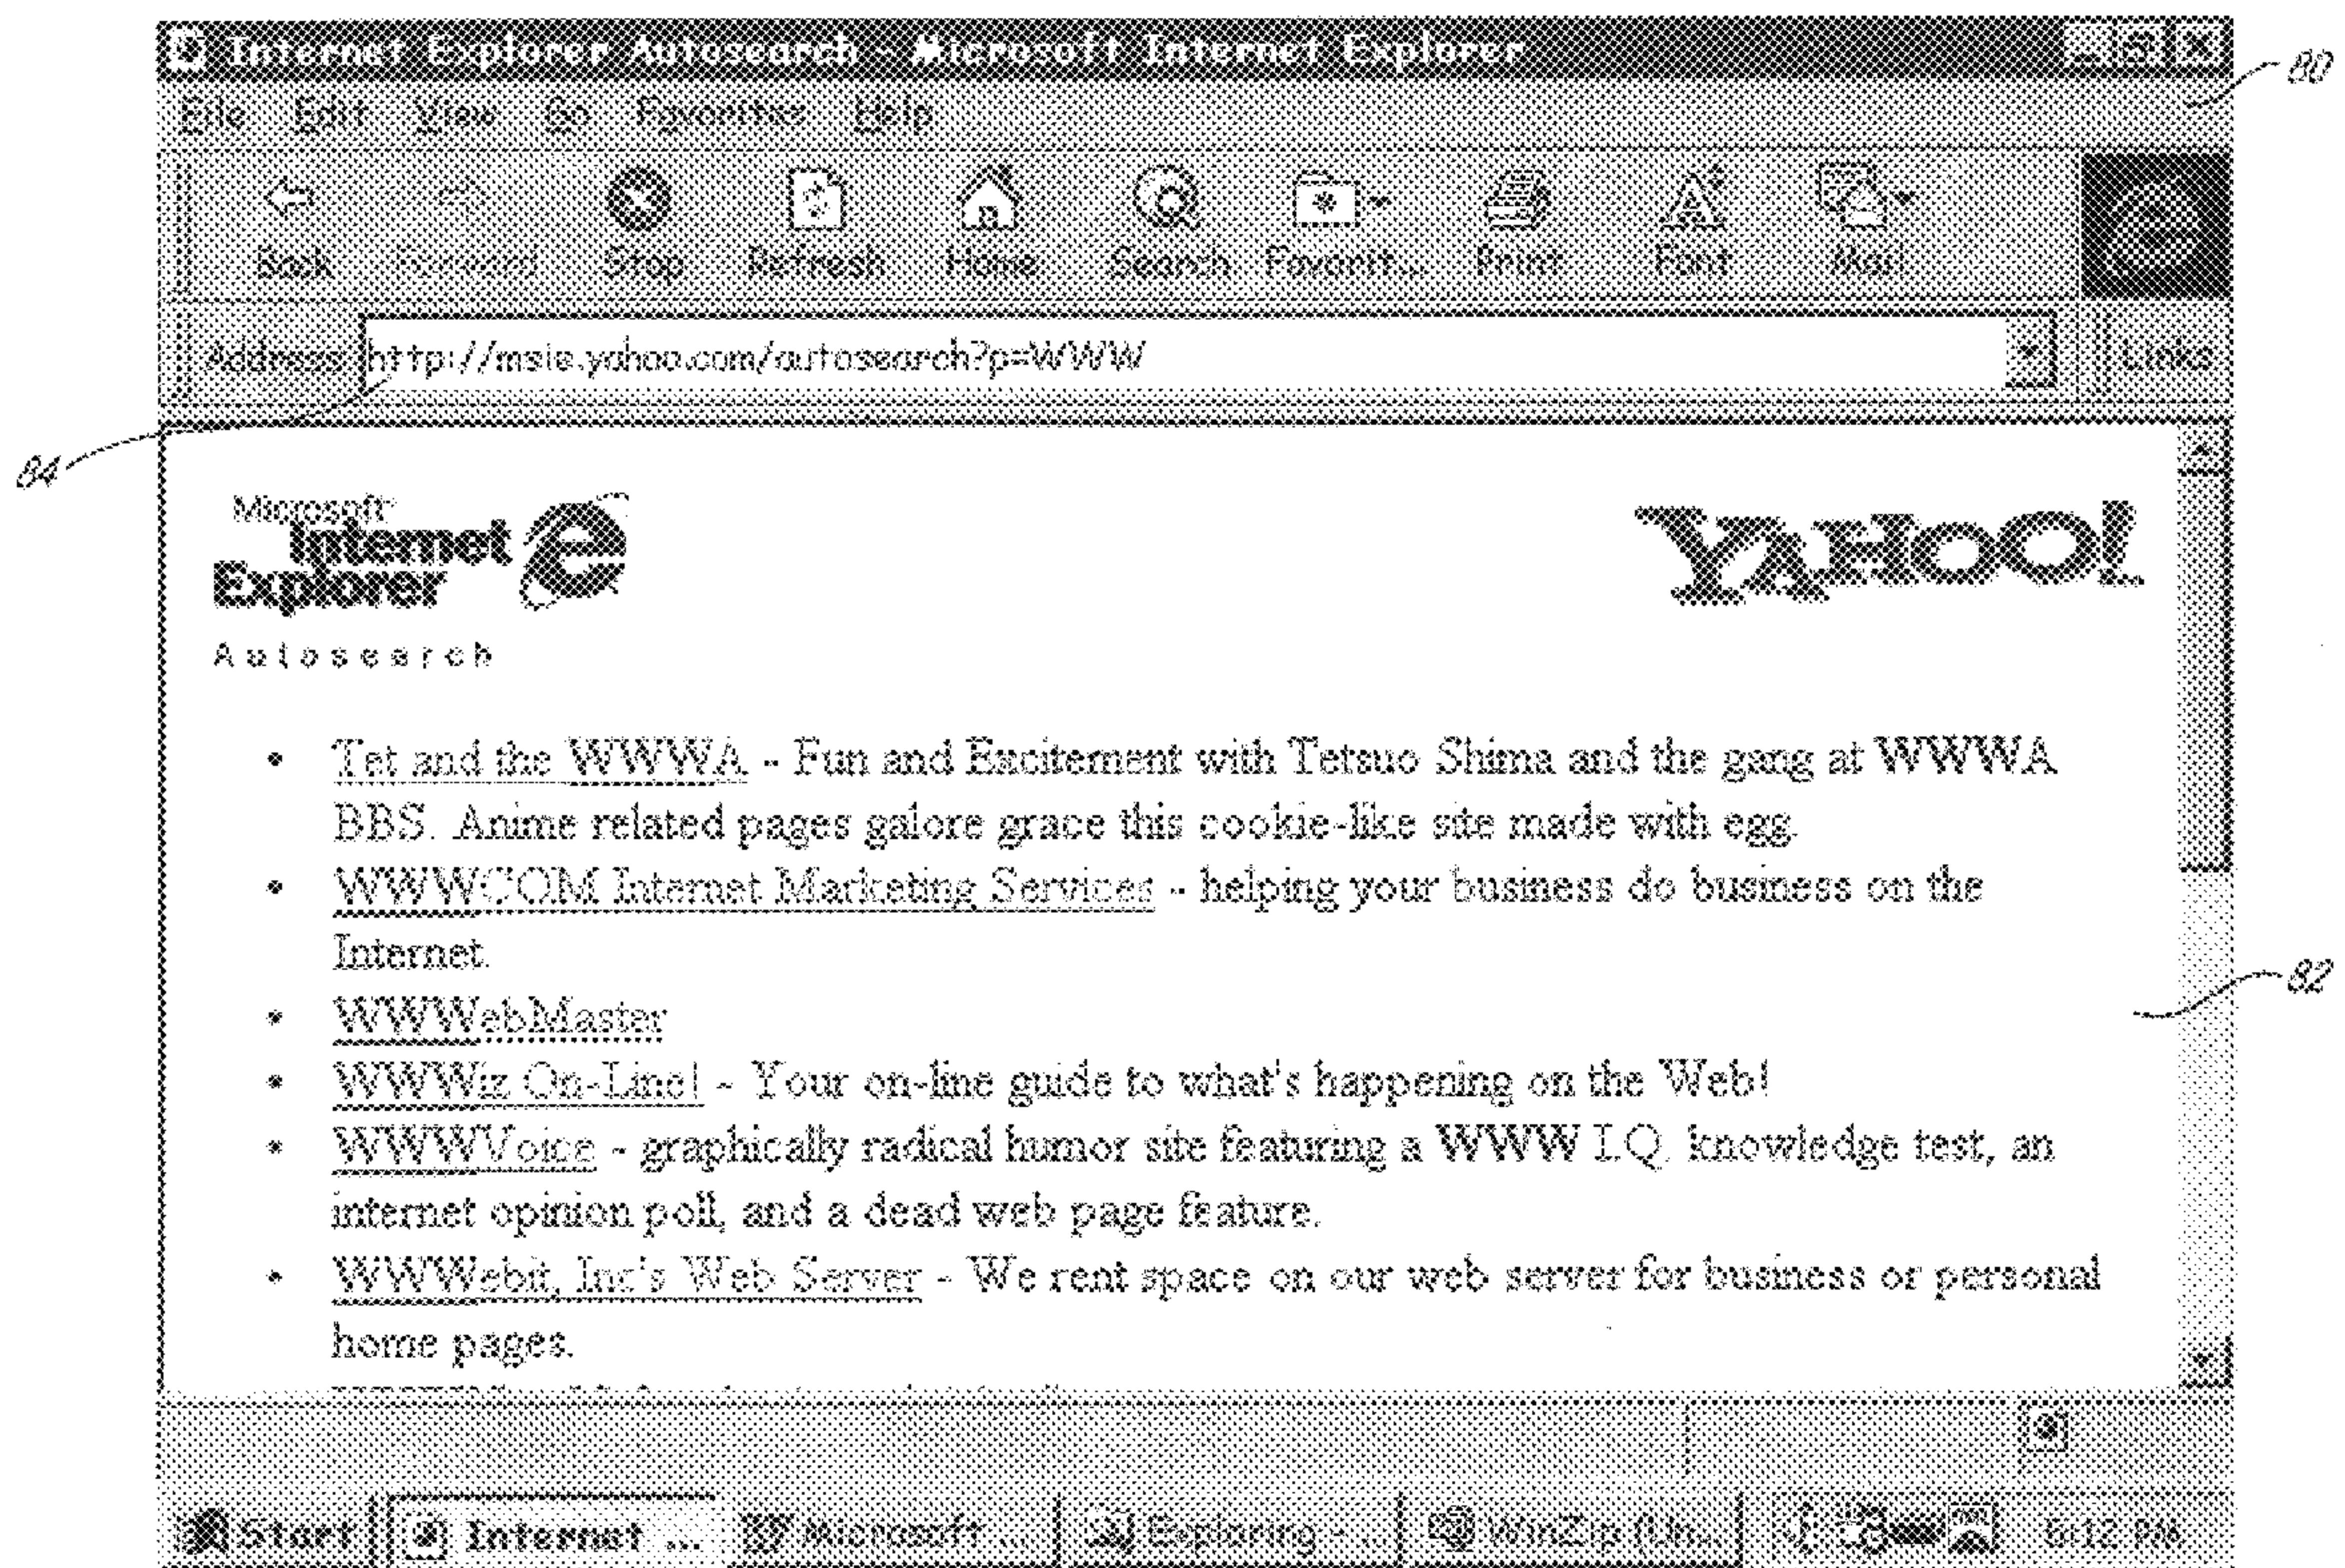 Internet Explorer Autosearch - Microsoft Internet Explorer
80
File Edit View Go Favorites Help
Back Forward Stop Refresh Home Search Favorit... Print Font Mail
Address http://msie.yahoo.com/autosearch?p=WWW Links
84
Microsoft
Internet
Explorer
YAHOO!
Autosearch
• Tet and the WWWA - Fun and Excitement with Tetsuo Shima and the gang at WWWA
BBS. Anime related pages galore grace this cookie-like site made with egg.
• WWWCOM Internet Marketing Services - helping your business do business on the
Internet.
82
• WWWebMaster
• WWWiz On-Line! - Your on-line guide to what's happening on the Web!
• WWWVoice - graphically radical humor site featuring a WWW I.Q. knowledge test, an
internet opinion poll, and a dead web page feature.
• WWWebit, Inc's Web Server - We rent space on our web server for business or personal
home pages.
Start Internet ... Microsoft ... Exploring - ... WinZip (Un... 6:12 PM